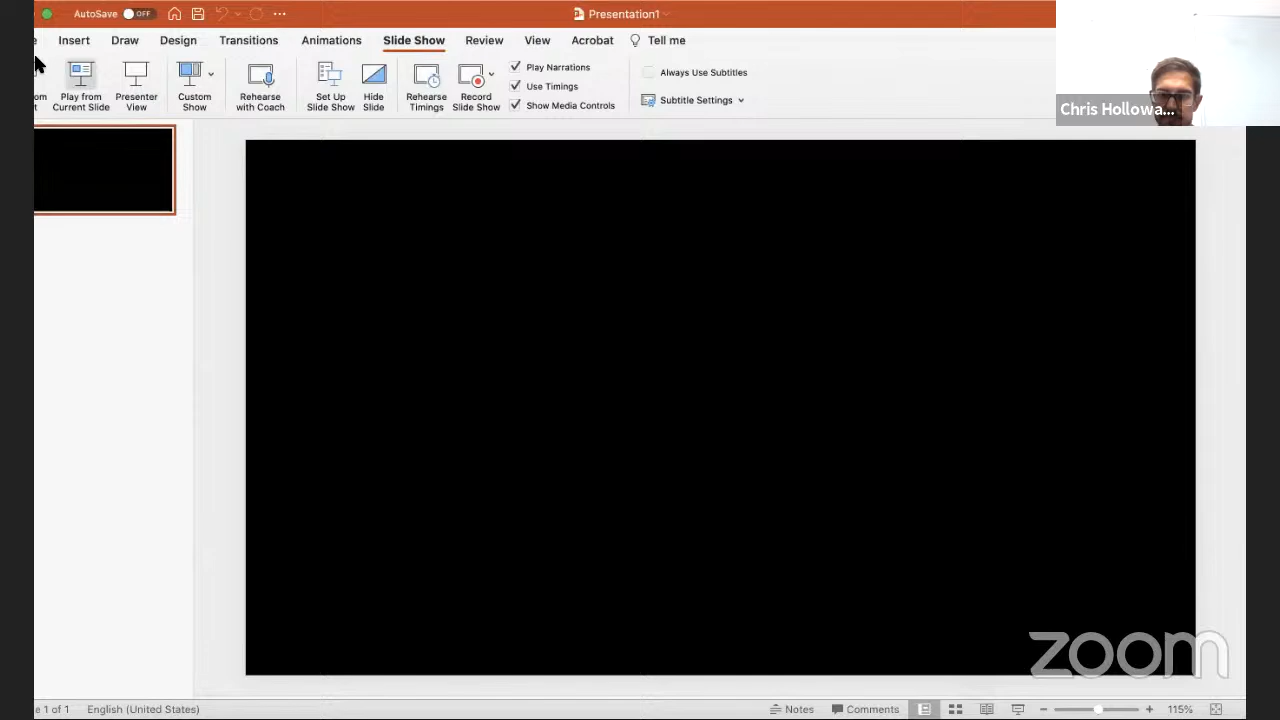 AutoSave OFF
Presentation1
e Insert Draw Design Transitions Animations Slide Show Review View Acrobat Tell me
om
t
Play from
Current Slide
Presenter
View
Custom
Show
Rehearse
with Coach
Set Up
Slide Show
Hide
Slide
Rehearse
Timings
Record
Slide Show
Play Narrations
Use Timings
Show Media Controls
Always Use Subtitles
Subtitle Settings
Chris Hollowa...
zoom
e 1 of 1 English (United States) Notes Comments 115%